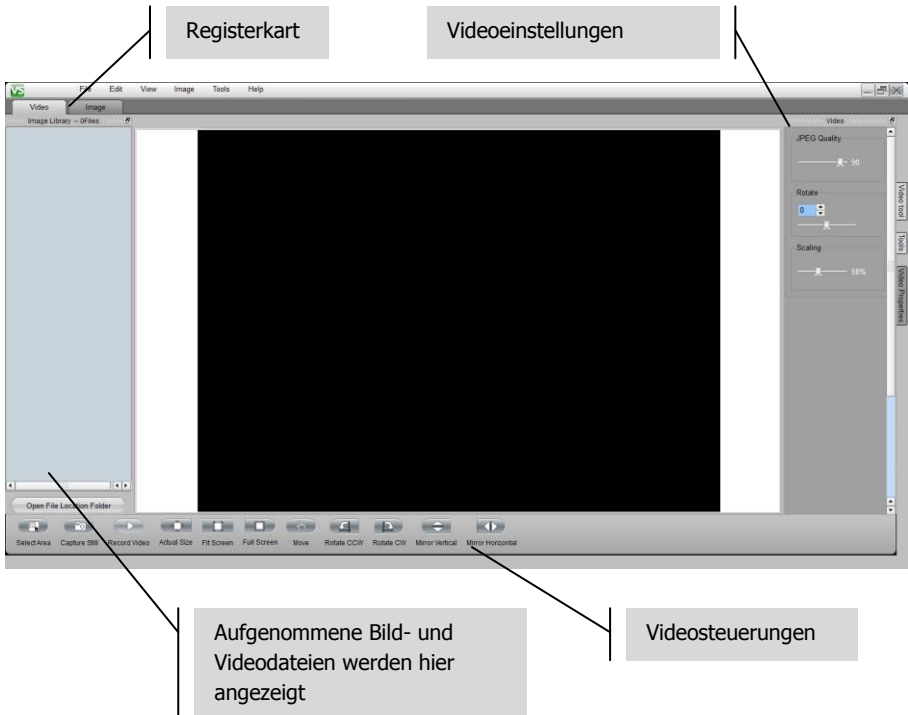 Registerkart
Videoeinstellungen
VS
File Edit View Image Tools Help
Video Image
Image Library -- 0Files
Video
JPEG Quality
90
Rotate
0
Scaling
58%
Video tool
Tools
Video Properties
Open File Location Folder
Select Area Capture Still Record Video Actual Size Fit Screen Full Screen Move Rotate CCW Rotate CW Mirror Vertical Mirror Horizontal
Aufgenommene Bild- und
Videodateien werden hier
angezeigt
Videosteuerungen